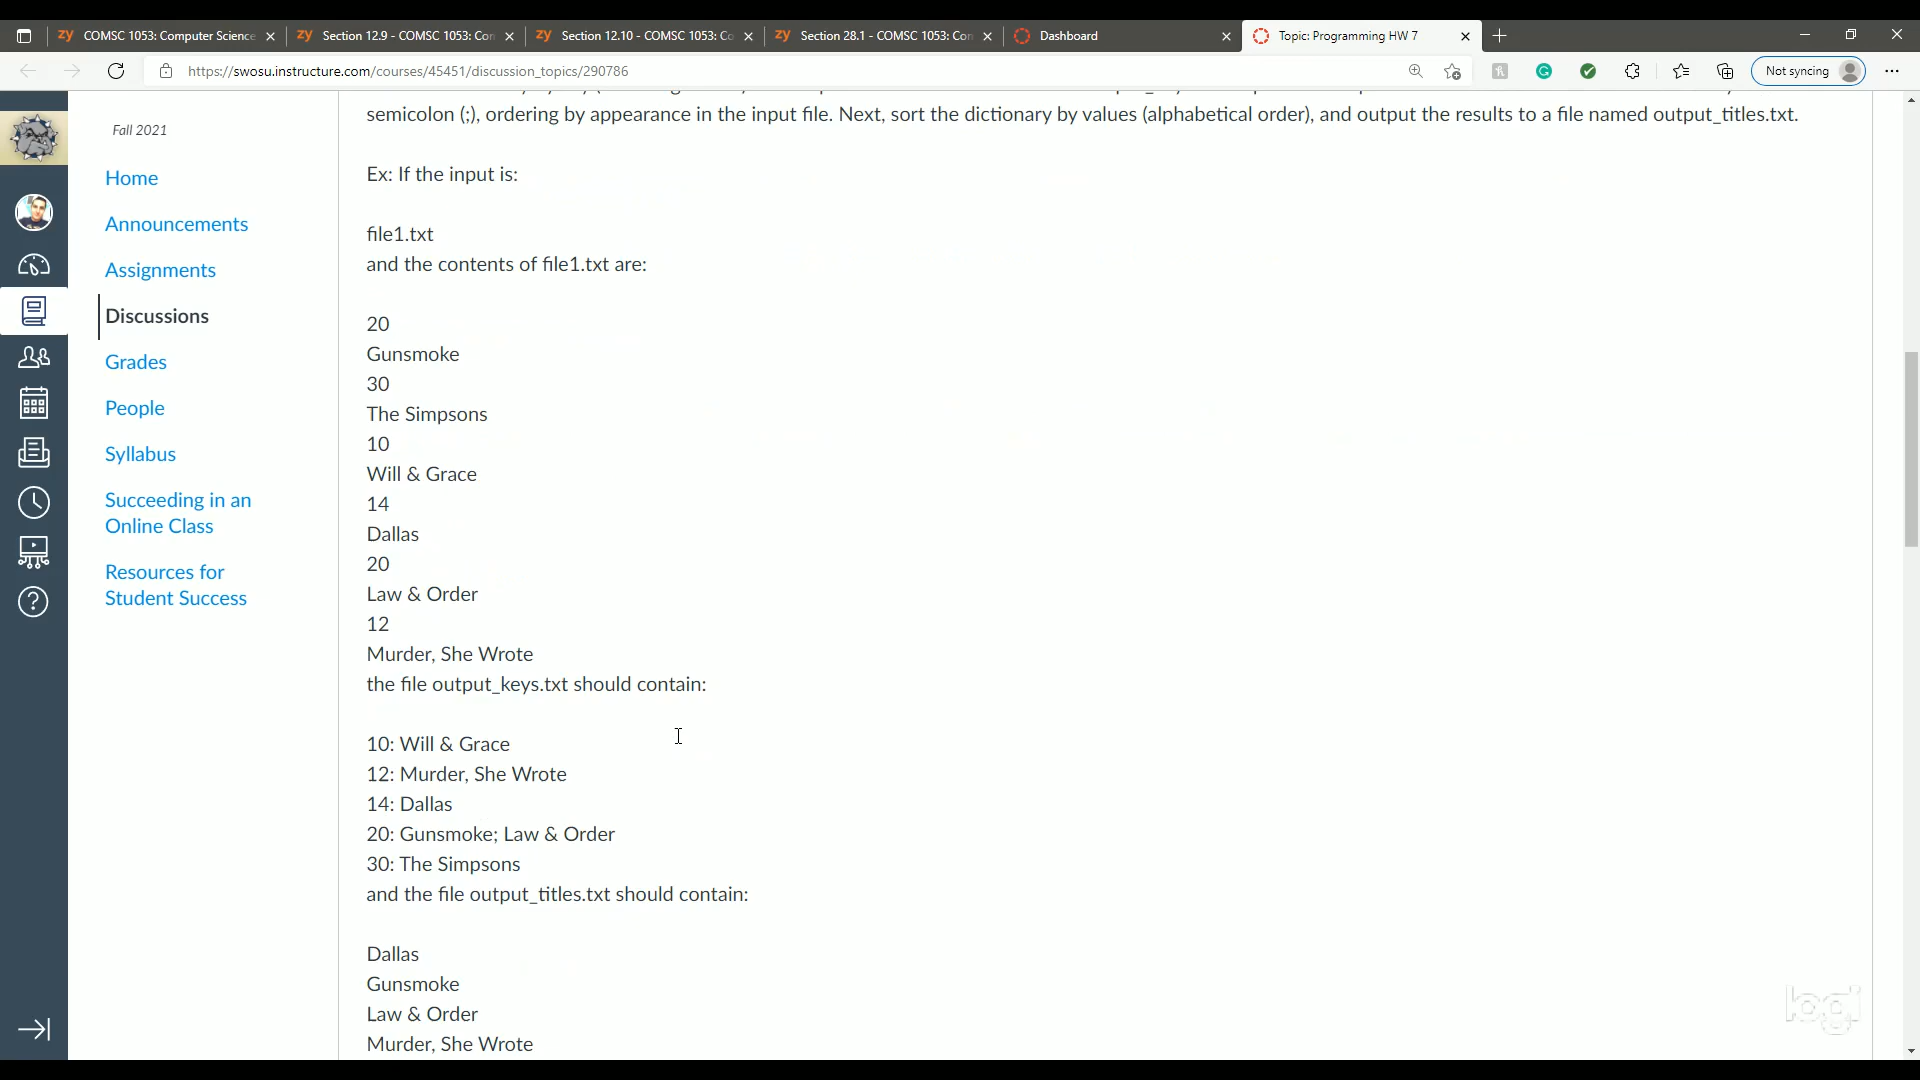 COMSC 1053: Computer Science
Section 12.9 - COMSC 1053: Con
Section 12.10 - COMSC 1053: Co
Section 28.1 - COMSC 1053: Con
Dashboard
Topic: Programming HW 7
https://swosu.instructure.com/courses/45451/discussion_topics/290786
Not syncing
Fall 2021
Home
Announcements
Assignments
Discussions
Grades
People
Syllabus
Succeeding in an
Online Class
Resources for
Student Success
semicolon (;), ordering by appearance in the input file. Next, sort the dictionary by values (alphabetical order), and output the results to a file named output_titles.txt.
Ex: If the input is:
file1.txt
and the contents of file1.txt are:
20
Gunsmoke
30
The Simpsons
10
Will & Grace
14
Dallas
20
Law & Order
12
Murder, She Wrote
the file output_keys.txt should contain:
10: Will & Grace
12: Murder, She Wrote
14: Dallas
20: Gunsmoke; Law & Order
30: The Simpsons
and the file output_titles.txt should contain:
Dallas
Gunsmoke
Law & Order
Murder, She Wrote
logi